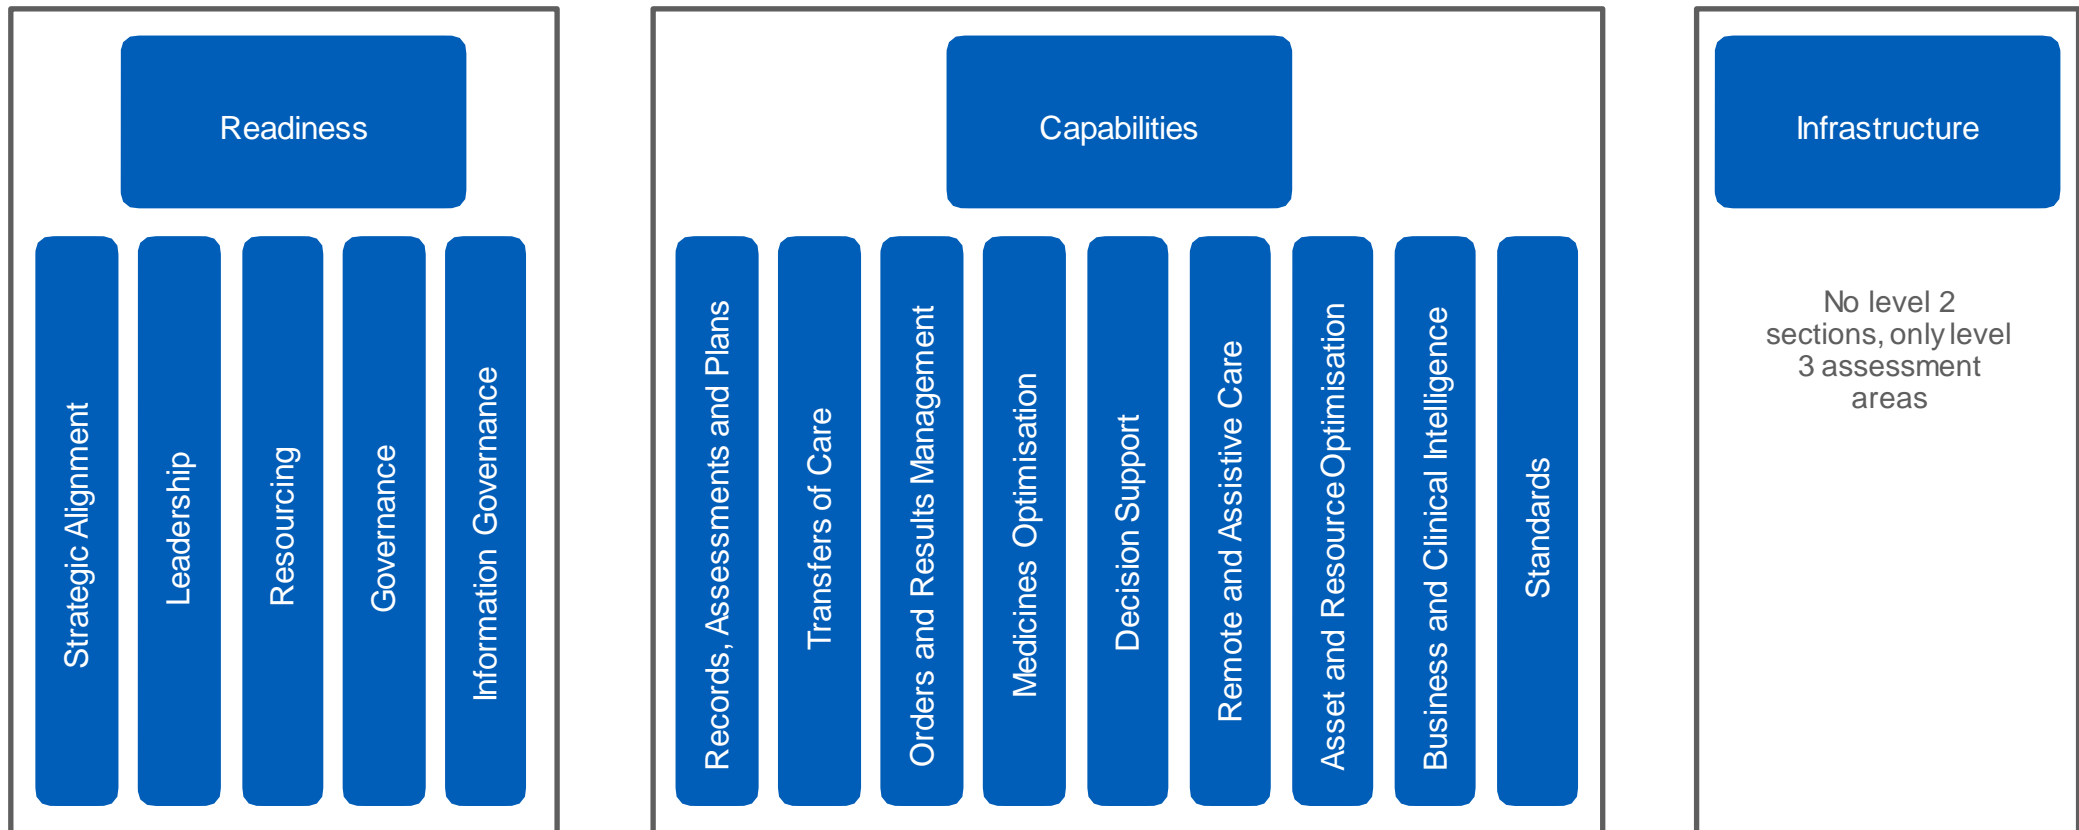 Readiness
Strategic Alignment
Leadership
Resourcing
Governance
Information Governance
Capabilities
Records, Assessments and Plans
Transfers of Care
Orders and Results Management
Medicines Optimisation
Decision Support
Remote and Assistive Care
Asset and Resource Optimisation
Business and Clinical Intelligence
Standards
Infrastructure
No level 2
sections, only level
3 assessment
areas